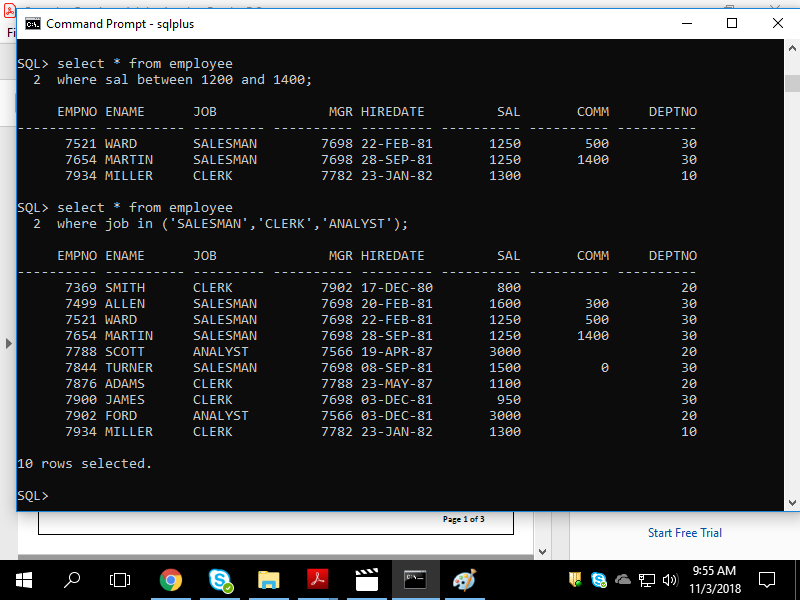 Command Prompt - sqlplus
SQL> select * from employee
  2  where sal between 1200 and 1400;
     EMPNO ENAME      JOB              MGR HIREDATE         SAL       COMM     DEPTNO
---------- ---------- --------- ---------- --------- ---------- ---------- ----------
      7521 WARD       SALESMAN        7698 22-FEB-81       1250        500         30
      7654 MARTIN     SALESMAN        7698 28-SEP-81       1250       1400         30
      7934 MILLER     CLERK           7782 23-JAN-82       1300                    10
SQL> select * from employee
  2  where job in ('SALESMAN','CLERK','ANALYST');
     EMPNO ENAME      JOB              MGR HIREDATE         SAL       COMM     DEPTNO
---------- ---------- --------- ---------- --------- ---------- ---------- ----------
      7369 SMITH      CLERK           7902 17-DEC-80        800                    20
      7499 ALLEN      SALESMAN        7698 20-FEB-81       1600        300         30
      7521 WARD       SALESMAN        7698 22-FEB-81       1250        500         30
      7654 MARTIN     SALESMAN        7698 28-SEP-81       1250       1400         30
      7788 SCOTT      ANALYST         7566 19-APR-87       3000                    20
      7844 TURNER     SALESMAN        7698 08-SEP-81       1500          0         30
      7876 ADAMS      CLERK           7788 23-MAY-87       1100                    20
      7900 JAMES      CLERK           7698 03-DEC-81        950                    30
      7902 FORD       ANALYST         7566 03-DEC-81       3000                    20
      7934 MILLER     CLERK           7782 23-JAN-82       1300                    10
10 rows selected.
SQL>
Page 1 of 3
Start Free Trial
9:55 AM
11/3/2018